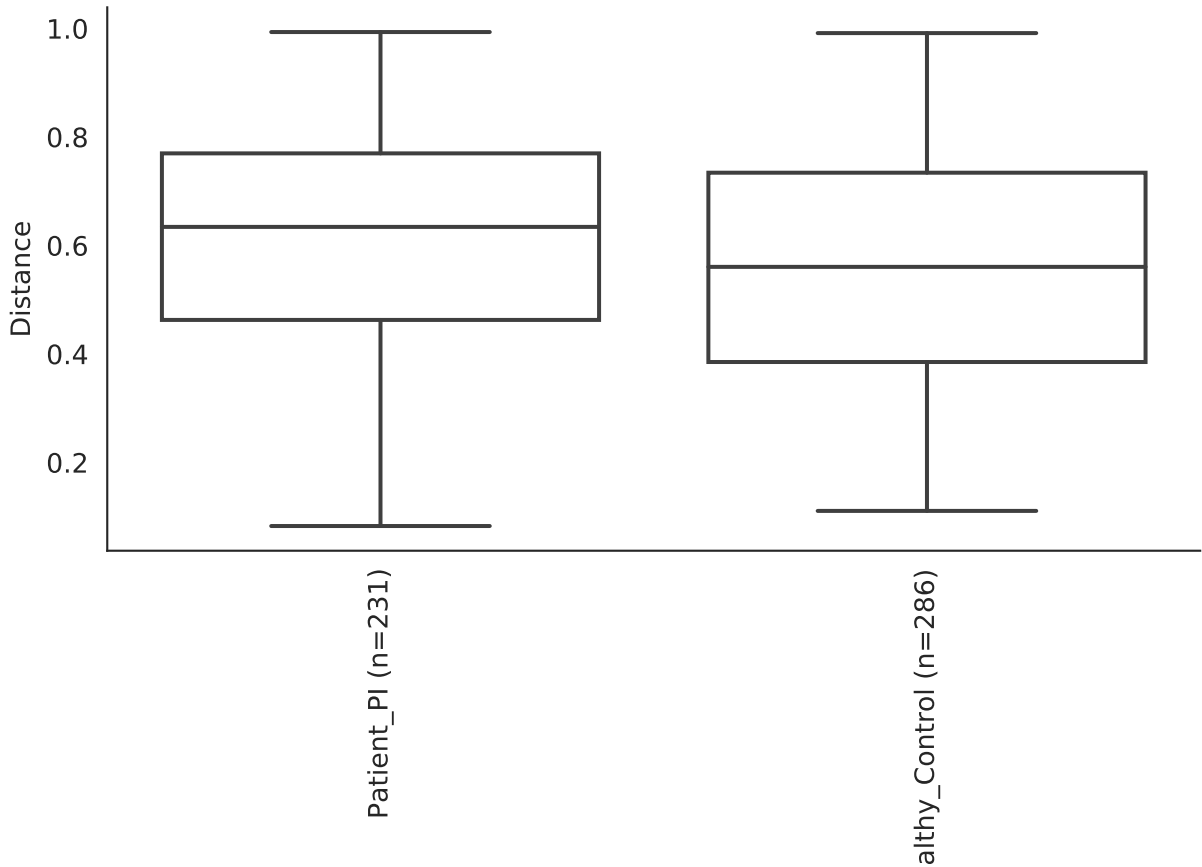 1.0
0.8
0.6
0.4
0.2
Distance
Patient_PI (n=231)
althy_Control (n=286)